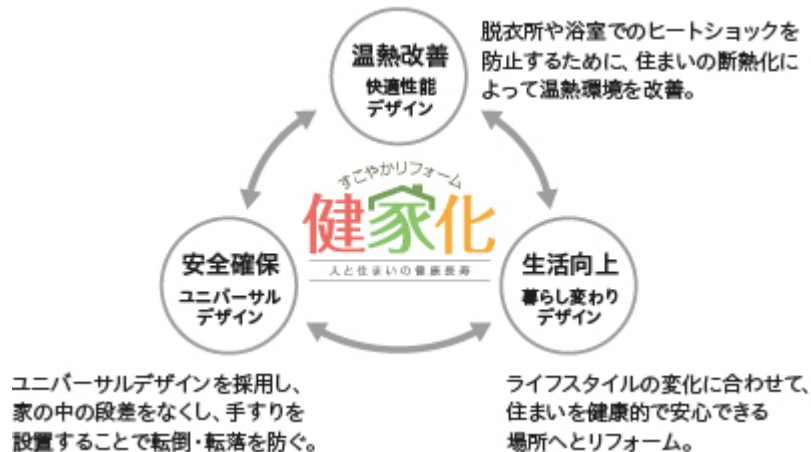 温熱改善
快適性能
デザイン
脱衣所や浴室でのヒートショックを
防止するために、住まいの断熱化に
よって温熱環境を改善。
すこやかリフォーム
健家化
人と住まいの健康長寿
安全確保
ユニバーサル
デザイン
生活向上
暮らし変わり
デザイン
ユニバーサルデザインを採用し、
家の中の段差をなくし、手すりを
設置することで転倒・転落を防ぐ。
ライフスタイルの変化に合わせて、
住まいを健康的で安心できる
場所へとリフォーム。